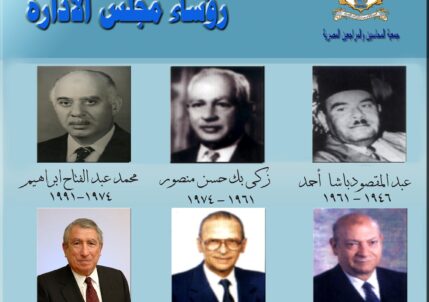 رؤساء مجلس الادارة
جمعية المحاسبين والمراجعين المصرية
عبد المقصود باشا أحمد
١٩٤٦ - ١٩٦١
زكى بك حسن منصور
١٩٦١ - ١٩٧٤
محمد عبد الفتاح ابراهيم
١٩٧٤ - ١٩٩١